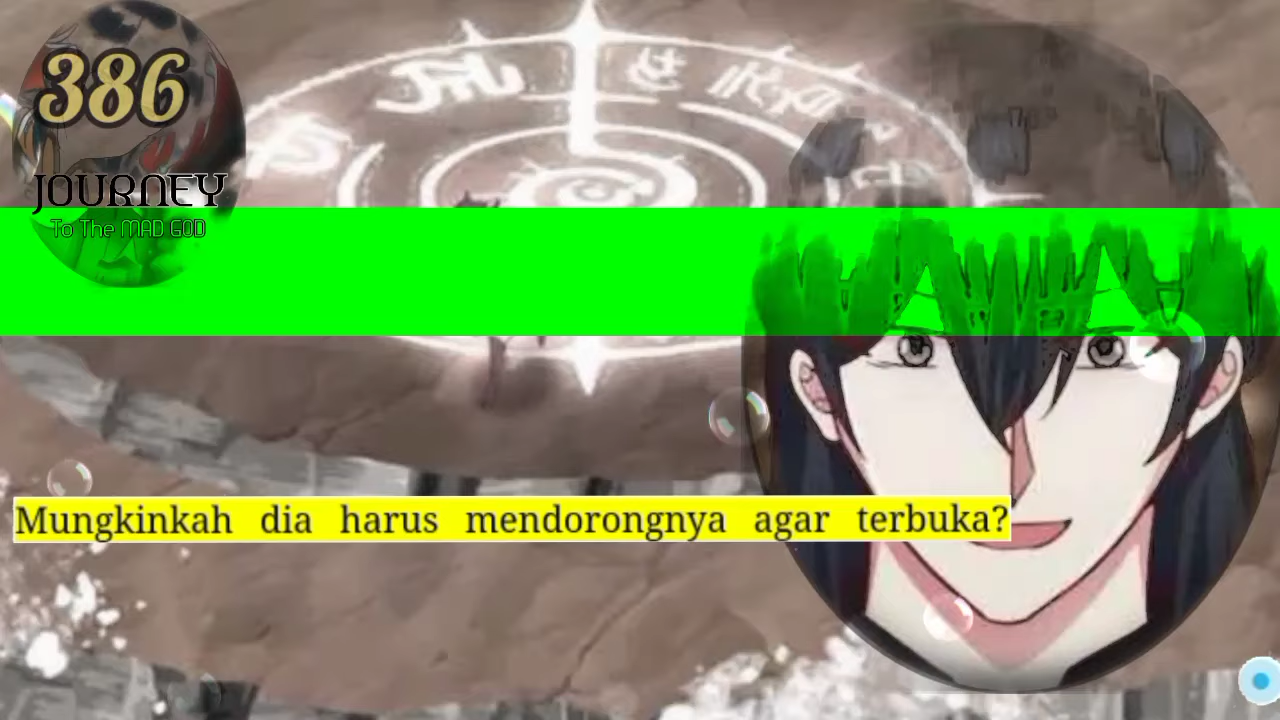 386
JOURNEY
To The MAD GOD
Mungkinkah dia harus mendorongnya agar terbuka?